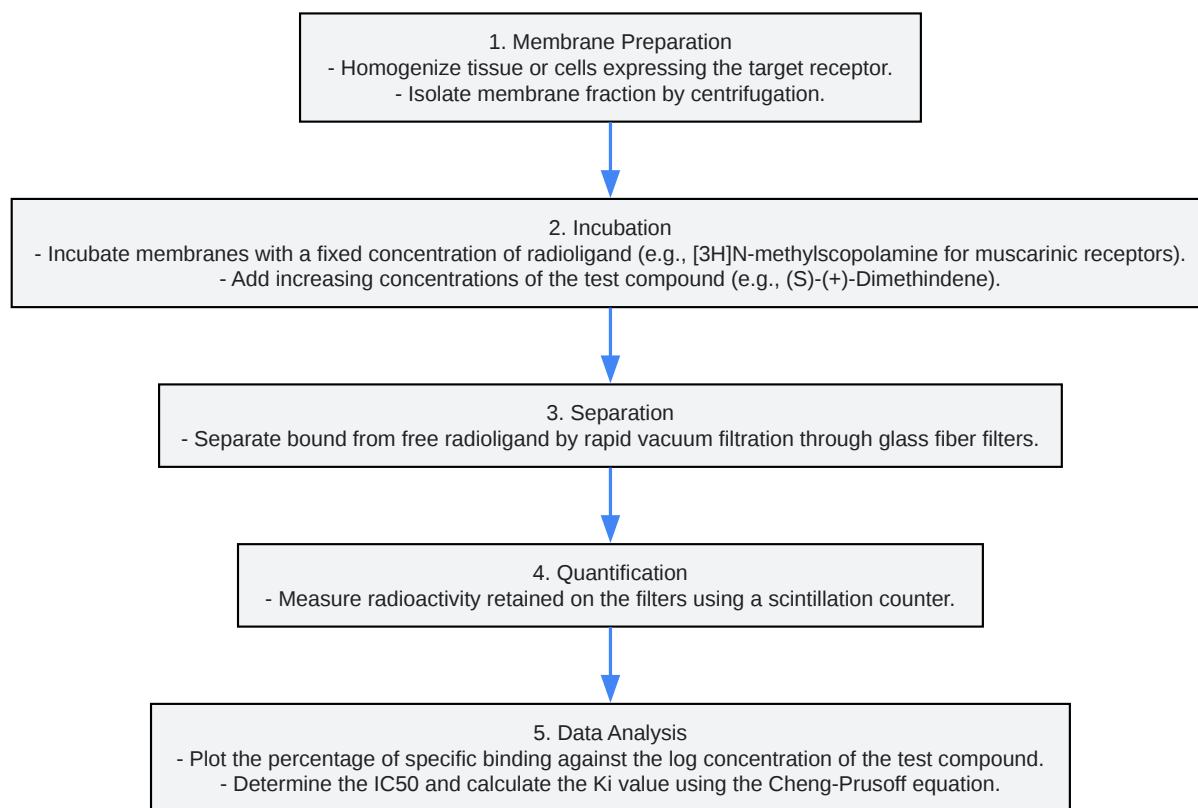 1. Membrane Preparation
- Homogenize tissue or cells expressing the target receptor.
- Isolate membrane fraction by centrifugation.
2. Incubation
- Incubate membranes with a fixed concentration of radioligand (e.g., [3H]N-methylscopolamine for muscarinic receptors).
- Add increasing concentrations of the test compound (e.g., (S)-(+)-Dimethindene).
3. Separation
- Separate bound from free radioligand by rapid vacuum filtration through glass fiber filters.
4. Quantification
- Measure radioactivity retained on the filters using a scintillation counter.
5. Data Analysis
- Plot the percentage of specific binding against the log concentration of the test compound.
- Determine the IC50 and calculate the Ki value using the Cheng-Prusoff equation.